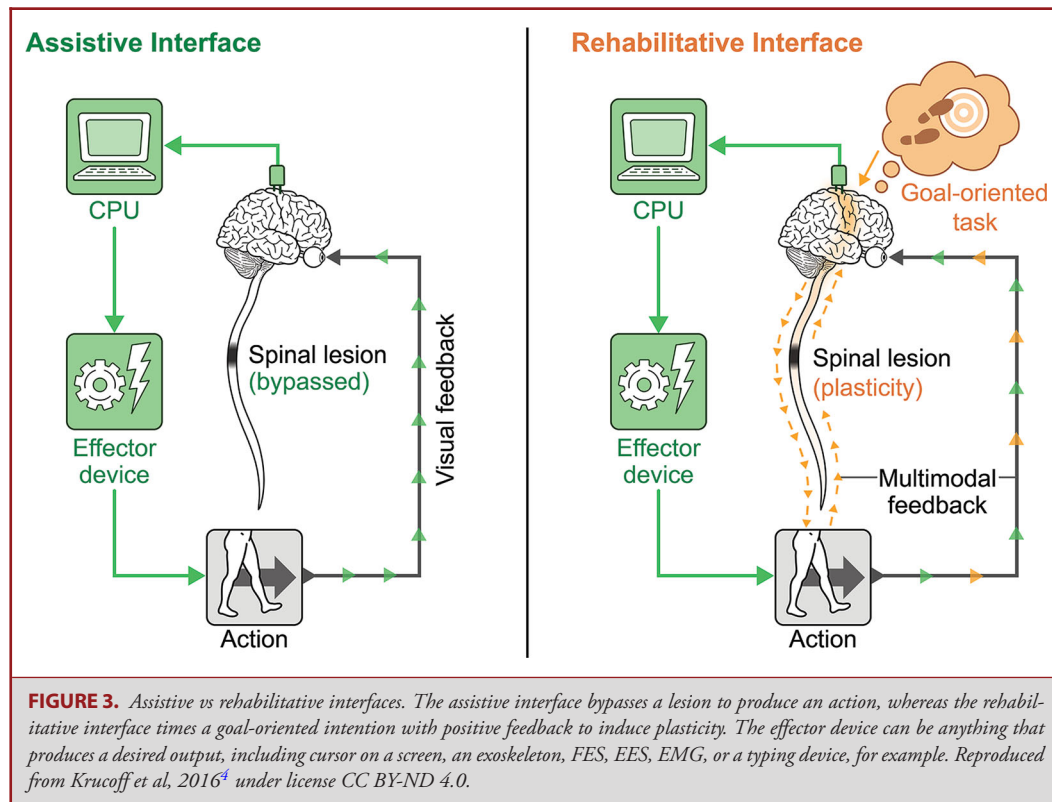 Assistive Interface
CPU
Effector
device
Spinal lesion
(bypassed)
Visual feedback
Action
Rehabilitative Interface
Goal-oriented
task
CPU
Effector
device
Spinal lesion
(plasticity)
Multimodal
feedback
Action
FIGURE 3. Assistive vs rehabilitative interfaces. The assistive interface bypasses a lesion to produce an action, whereas the rehabil-
itative interface times a goal-oriented intention with positive feedback to induce plasticity. The effector device can be anything that
produces a desired output, including cursor on a screen, an exoskeleton, FES, EES, EMG, or a typing device, for example. Reproduced
from Krucoff et al, 2016⁴ under license CC BY-ND 4.0.